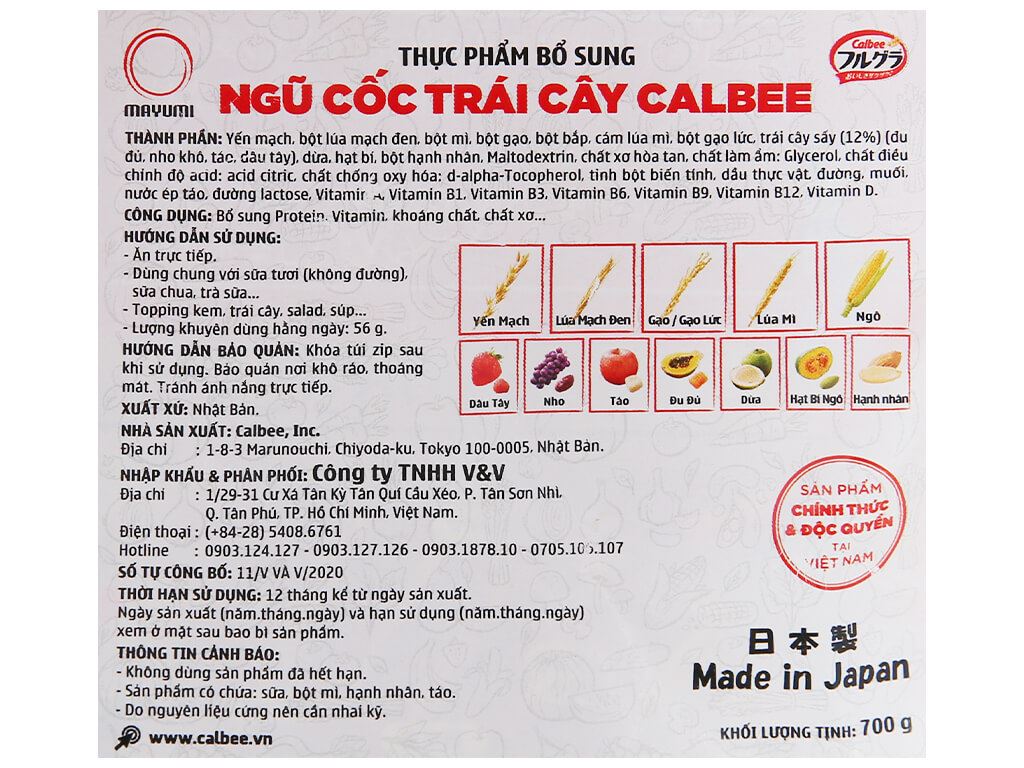 MAYUMI
THỰC PHẨM BỔ SUNG
Calbee
フルグラ
NGŨ CỐC TRÁI CÂY CALBEE
THÀNH PHẦN: Yến mạch, bột lúa mạch đen, bột mì, bột gạo, bột bắp, cám lúa mì, bột gạo lức, trái cây sấy (12%) (đu
đủ, nho khô, táo, dâu tây), dừa, hạt bí, bột hạnh nhân, Maltodextrin, chất xơ hòa tan, chất làm ẩm: Glycerol, chất điều
chỉnh độ acid: acid citric, chất chống oxy hóa: d-alpha-Tocopherol, tinh bột biến tính, dầu thực vật, đường, muối,
nước ép táo, đường lactose, Vitamin A, Vitamin B1, Vitamin B3, Vitamin B6, Vitamin B9, Vitamin B12, Vitamin D.
CÔNG DỤNG: Bổ sung Protein, Vitamin, khoáng chất, chất xơ...
HƯỚNG DẪN SỬ DỤNG:
- Ăn trực tiếp.
- Dùng chung với sữa tươi (không đường),
sữa chua, trà sữa...
- Topping kem, trái cây, salad, súp...
- Lượng khuyên dùng hằng ngày: 56 g.
HƯỚNG DẪN BẢO QUẢN: Khóa túi zip sau
khi sử dụng. Bảo quản nơi khô ráo, thoáng
mát. Tránh ánh nắng trực tiếp.
XUẤT XỨ: Nhật Bản.
Yến Mạch
Lúa Mạch Đen
Gạo / Gạo Lức
Lúa Mì
Ngô
Dâu Tây
Nho
Táo
Đu Đủ
Dừa
Hạt Bí Ngô
Hạnh nhân
NHÀ SẢN XUẤT: Calbee, Inc.
Địa chỉ : 1-8-3 Marunouchi, Chiyoda-ku, Tokyo 100-0005, Nhật Bản.
NHẬP KHẨU & PHÂN PHỐI: Công ty TNHH V&V
Địa chỉ : 1/29-31 Cư Xá Tân Kỳ Tân Quí Cầu Xéo, P. Tân Sơn Nhì,
Q. Tân Phú, TP. Hồ Chí Minh, Việt Nam.
Điện thoại : (+84-28) 5408.6761
Hotline : 0903.124.127 - 0903.127.126 - 0903.1878.10 - 0705.106.107
SỐ TỰ CÔNG BỐ: 11/V VÀ V/2020
THỜI HẠN SỬ DỤNG: 12 tháng kể từ ngày sản xuất.
Ngày sản xuất (năm.tháng.ngày) và hạn sử dụng (năm.tháng.ngày)
xem ở mặt sau bao bì sản phẩm.
THÔNG TIN CẢNH BÁO:
- Không dùng sản phẩm đã hết hạn.
- Sản phẩm có chứa: sữa, bột mì, hạnh nhân, táo.
- Do nguyên liệu cứng nên cần nhai kỹ.
www.calbee.vn
SẢN PHẨM
CHÍNH THỨC
& ĐỘC QUYỀN
TẠI
VIỆT NAM
日本製
Made in Japan
KHỐI LƯỢNG TỊNH: 700 g